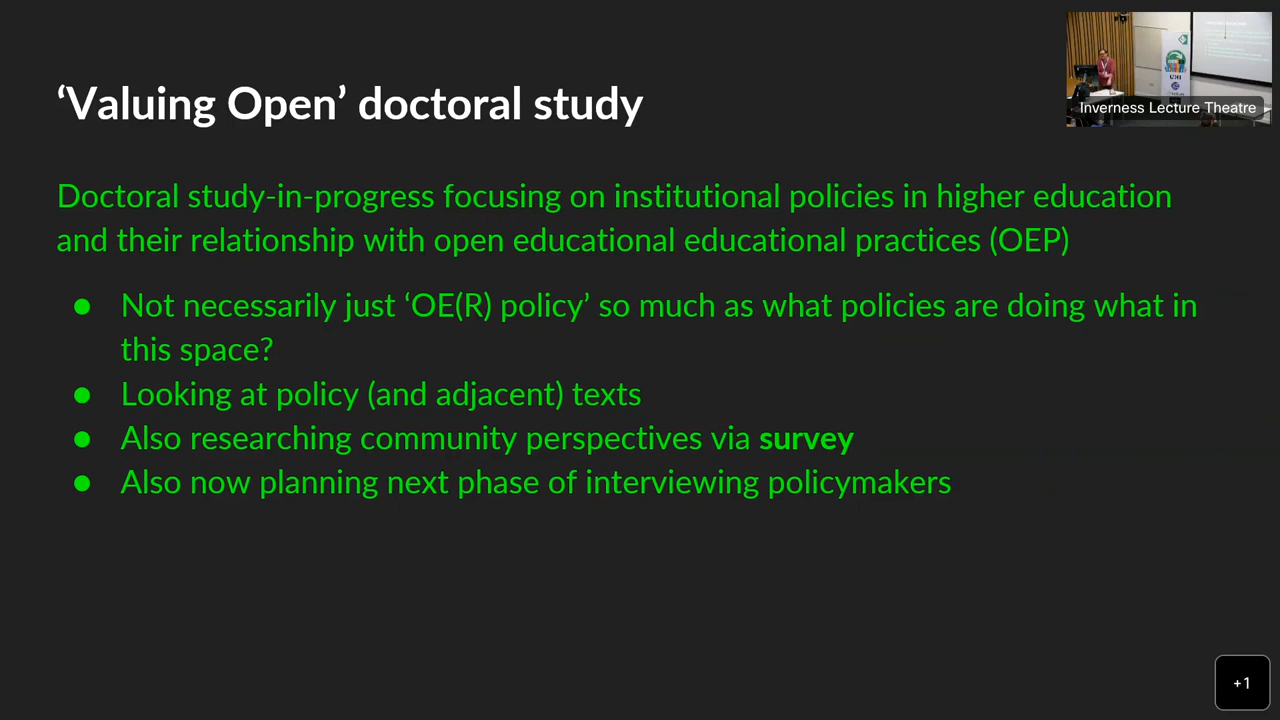 ‘Valuing Open’ doctoral study
Inverness Lecture Theatre
Doctoral study-in-progress focusing on institutional policies in higher education
and their relationship with open educational educational practices (OEP)
● Not necessarily just ‘OE(R) policy’ so much as what policies are doing what in
this space?
● Looking at policy (and adjacent) texts
● Also researching community perspectives via survey
● Also now planning next phase of interviewing policymakers
+1